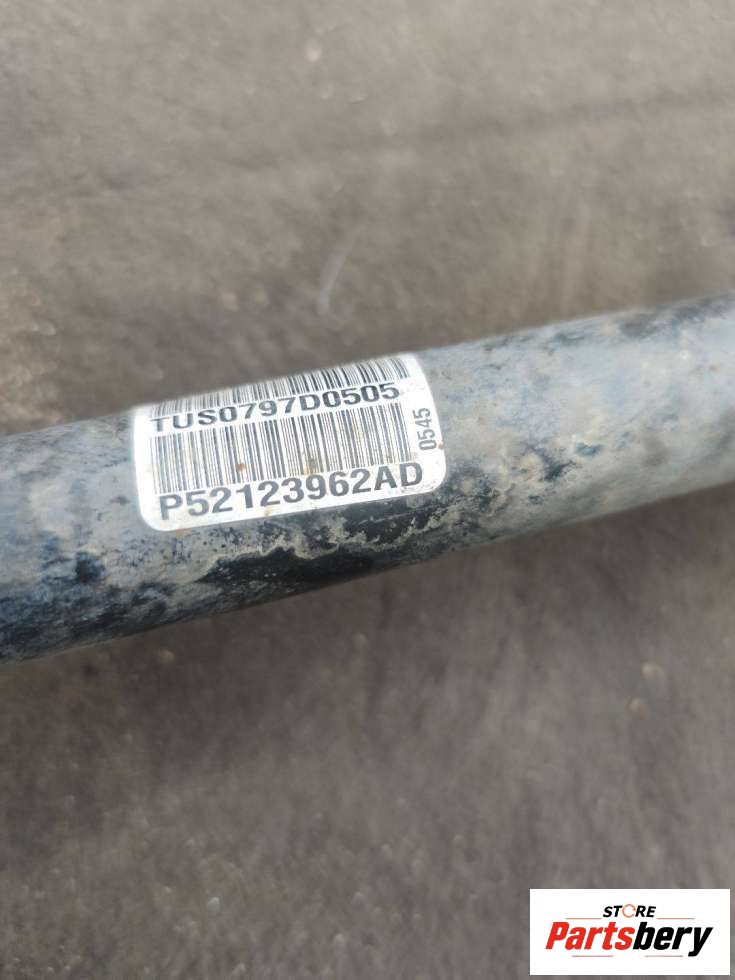 TUS0797D0505
0545
P52123962AD
STORE
Partsbery